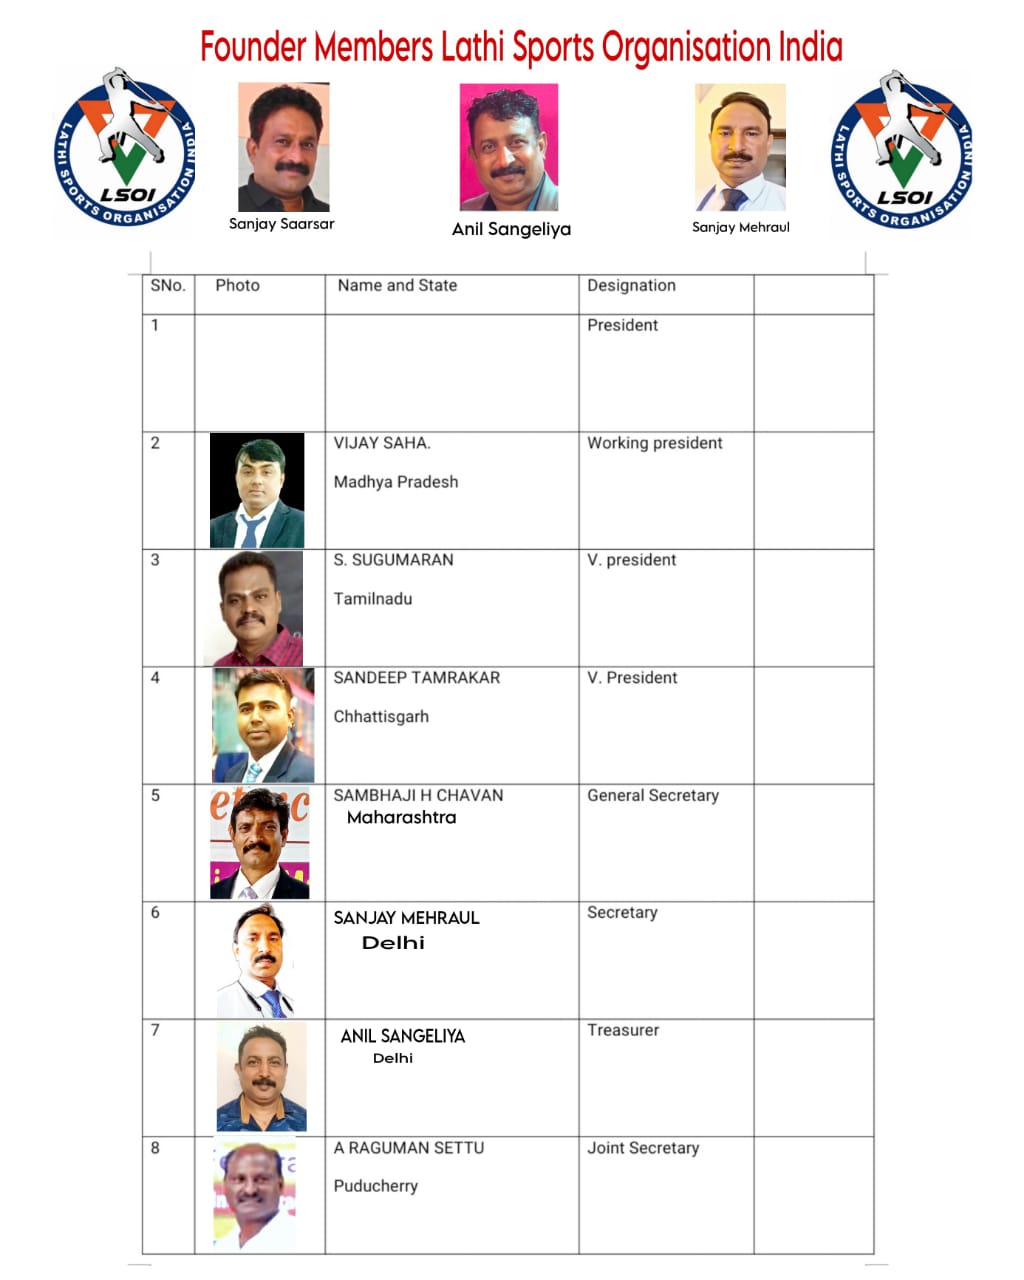 Founder Members Lathi Sports Organisation India
LATHI SPORTS ORGANISATION INDIA
LSOI
Sanjay Saarsar
Anil Sangeliya
Sanjay Mehraul
LATHI SPORTS ORGANISATION INDIA
LSOI
SNo. Photo Name and State Designation
1 President
2 VIJAY SAHA. Working president
Madhya Pradesh
3 S. SUGUMARAN V. president
Tamilnadu
4 SANDEEP TAMRAKAR V. President
Chhattisgarh
5 SAMBHAJI H CHAVAN General Secretary
Maharashtra
6 SANJAY MEHRAUL Secretary
Delhi
7 ANIL SANGELIYA Treasurer
Delhi
8 A RAGUMAN SETTU Joint Secretary
Puducherry